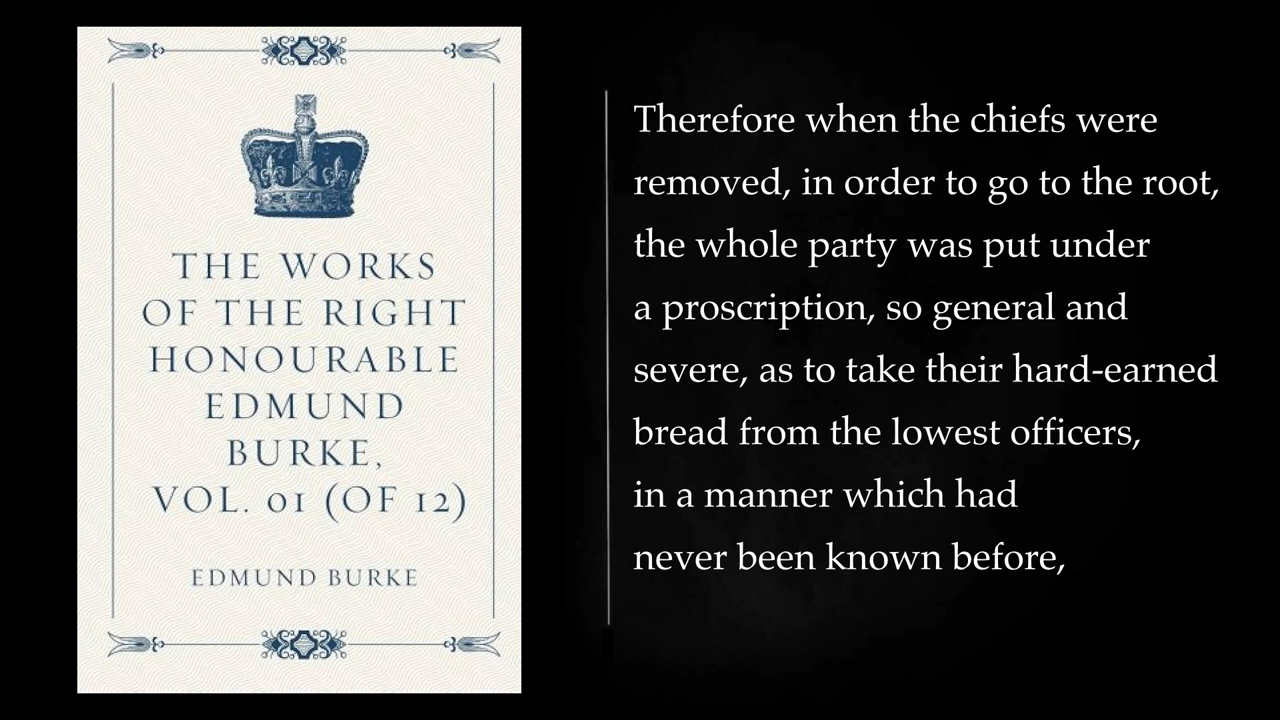 THE WORKS
OF THE RIGHT
HONOURABLE
EDMUND
BURKE,
VOL. 01 (OF 12)
EDMUND BURKE
Therefore when the chiefs were
removed, in order to go to the root,
the whole party was put under
a proscription, so general and
severe, as to take their hard-earned
bread from the lowest officers,
in a manner which had
never been known before,